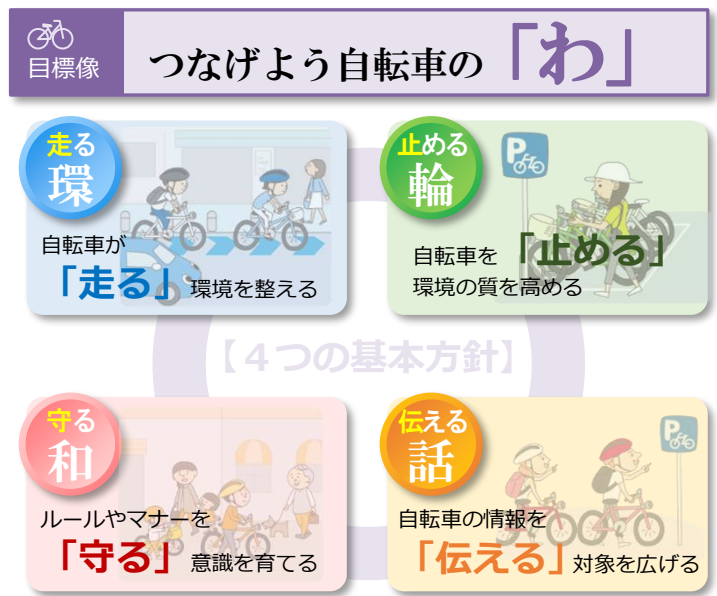 目標像
つなげよう自転車の「わ」
走る
環
自転車が
「走る」環境を整える
止める
輪
P
自転車を「止める」
環境の質を高める
【４つの基本方針】
守る
和
ルールやマナーを
「守る」意識を育てる
伝える
話
P
自転車の情報を
「伝える」対象を広げる